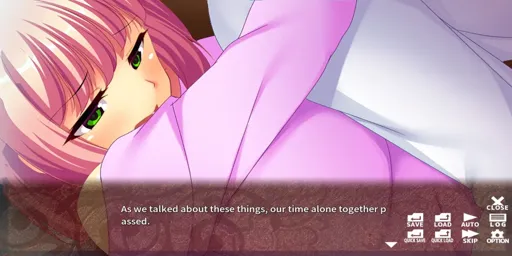 As we talked about these things, our time alone together p
assed.
CLOSE
SAVE LOAD AUTO LOG
QUICK SAVE QUICK LOAD SKIP OPTION